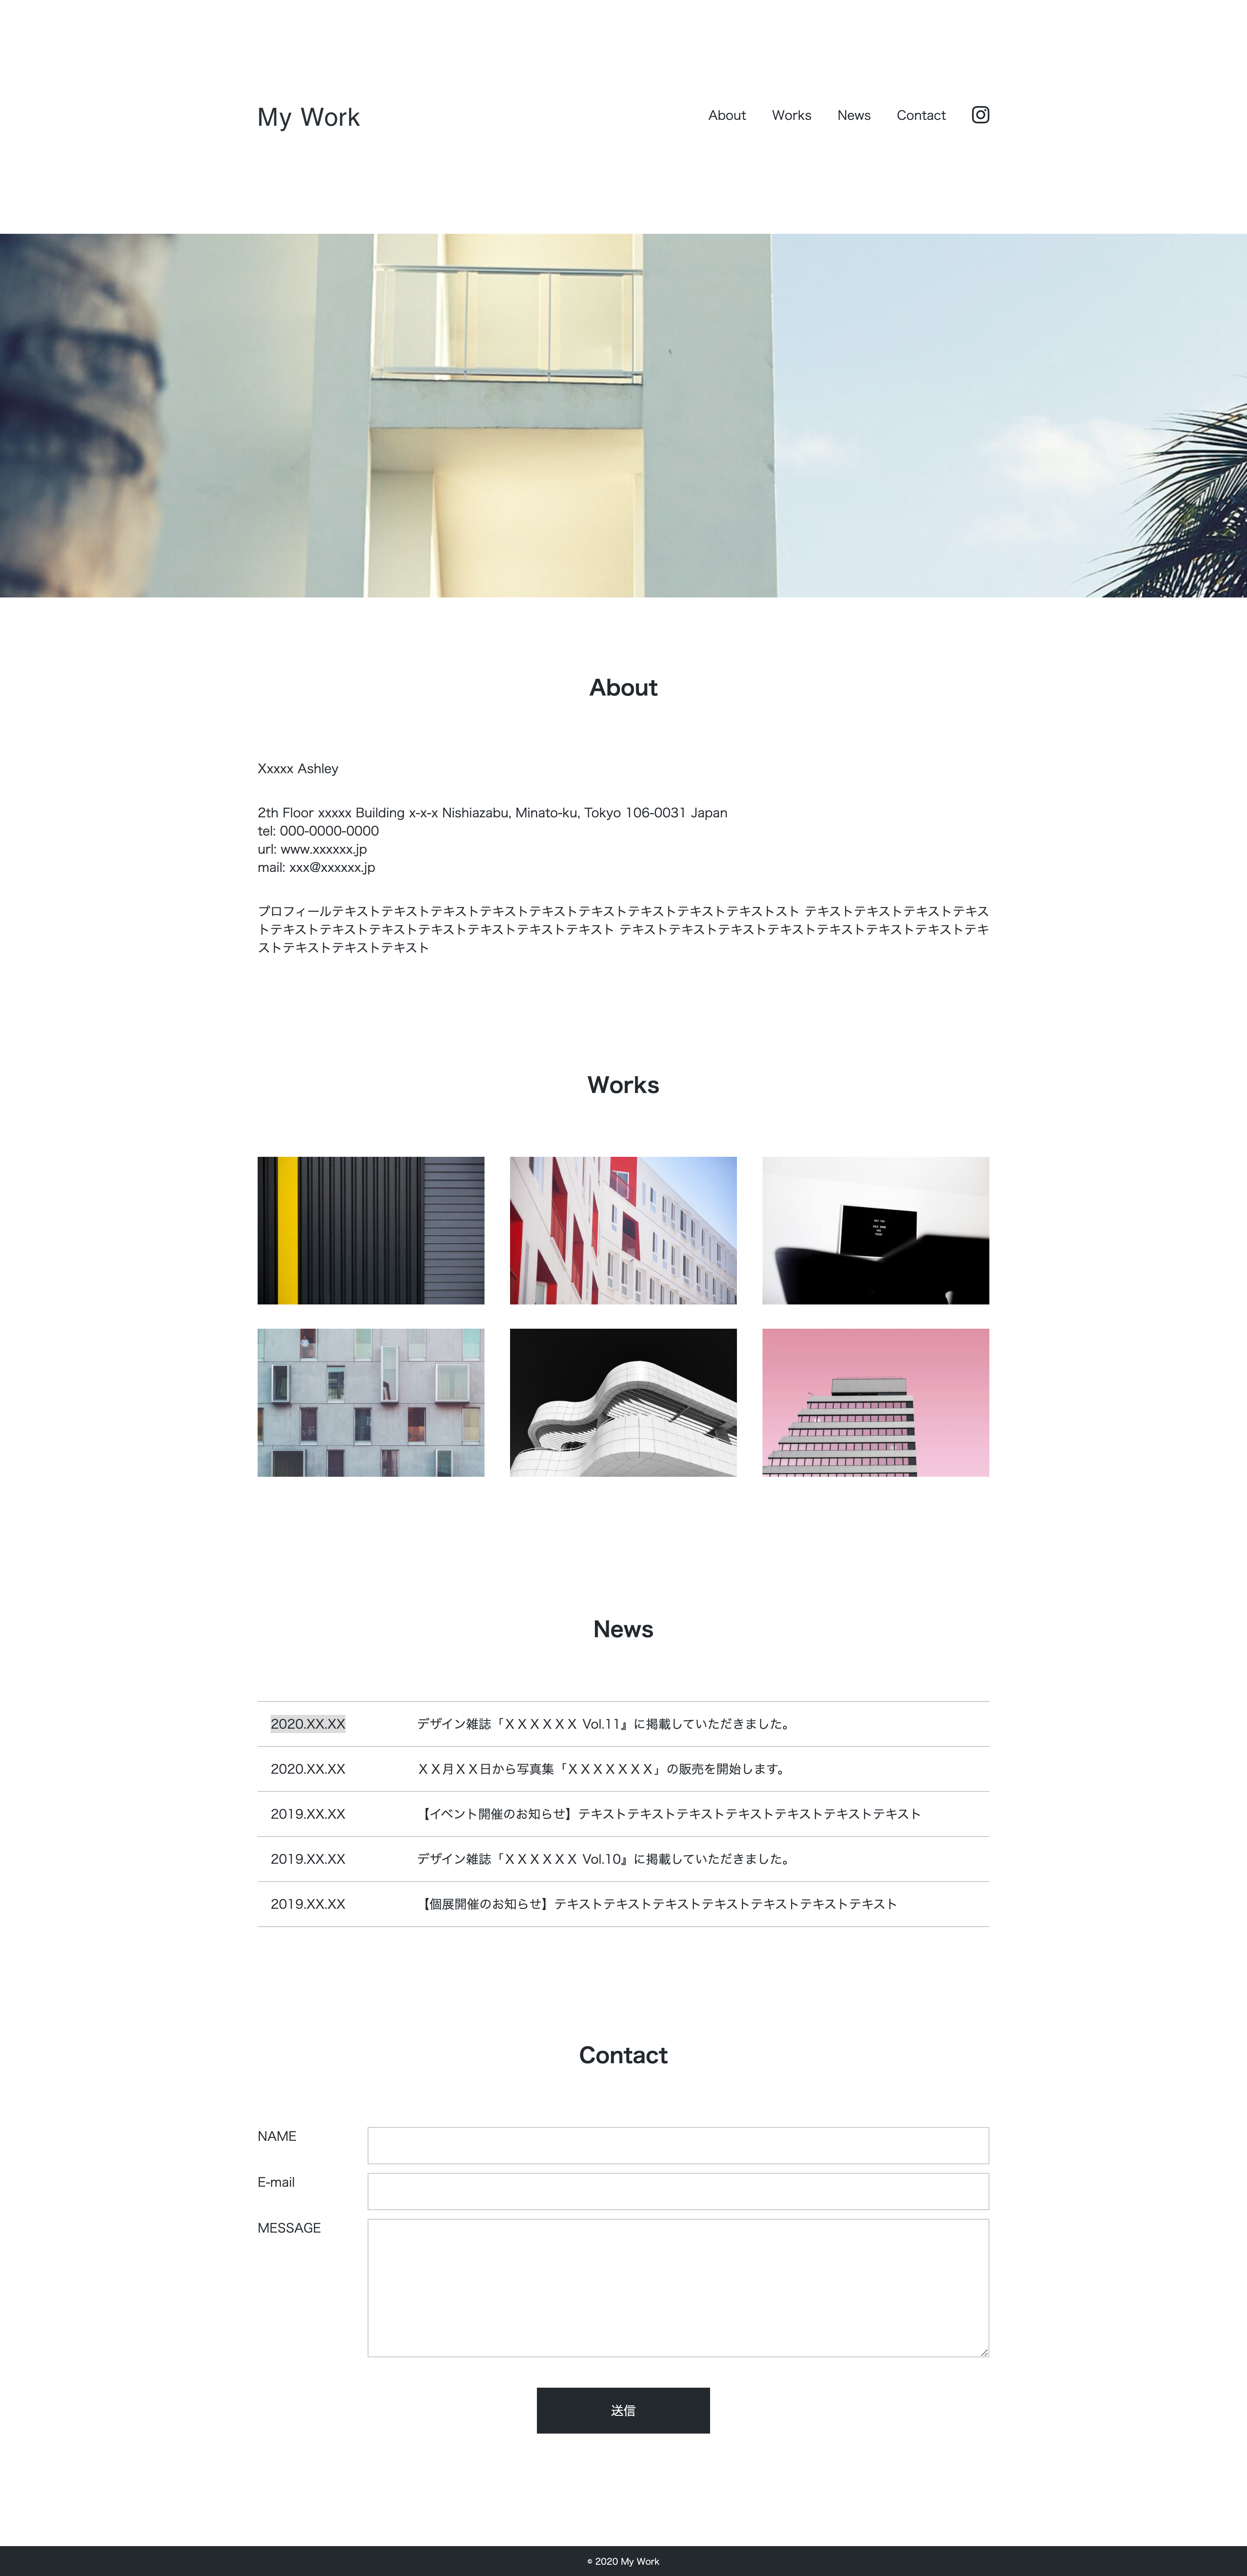 My Work
About Works News Contact
About
Xxxxx Ashley
2th Floor xxxxx Building x-x-x Nishiazabu, Minato-ku, Tokyo 106-0031 Japan
tel: 000-0000-0000
url: www.xxxxxx.jp
mail: xxx@xxxxxx.jp
プロフィールテキストテキストテキストテキストテキストテキストテキストテキストテキストスト テキストテキストテキストテキス
トテキストテキストテキストテキストテキストテキストテキスト テキストテキストテキストテキストテキストテキストテキストテキ
ストテキストテキストテキスト
Works
News
2020.XX.XX デザイン雑誌「ＸＸＸＸＸＸ Vol.11』に掲載していただきました。
2020.XX.XX ＸＸ月ＸＸ日から写真集「ＸＸＸＸＸＸＸ」の販売を開始します。
2019.XX.XX 【イベント開催のお知らせ】テキストテキストテキストテキストテキストテキストテキスト
2019.XX.XX デザイン雑誌「ＸＸＸＸＸＸ Vol.10』に掲載していただきました。
2019.XX.XX 【個展開催のお知らせ】テキストテキストテキストテキストテキストテキストテキスト
Contact
NAME
E-mail
MESSAGE
送信
© 2020 My Work